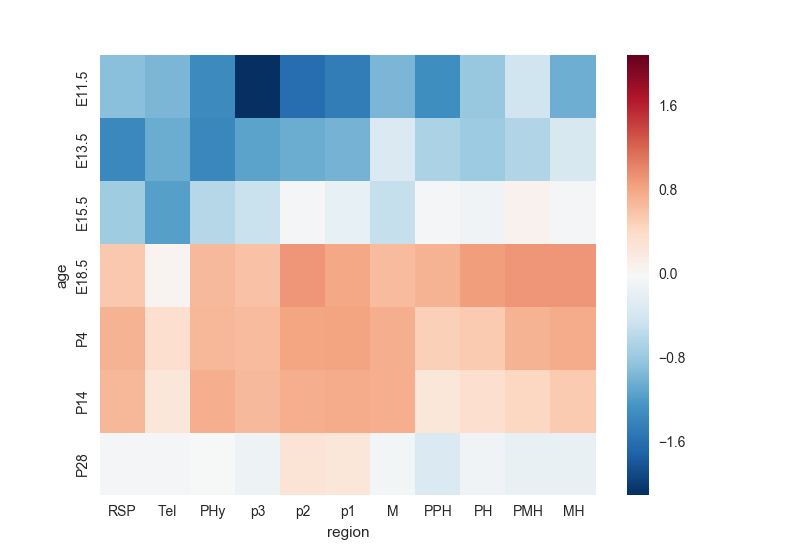 E11.5
E13.5
E15.5
E18.5
P4
P14
P28
age
RSP Tel PHy p3 p2 p1 M PPH PH PMH MH
region
1.6
0.8
0.0
−0.8
−1.6